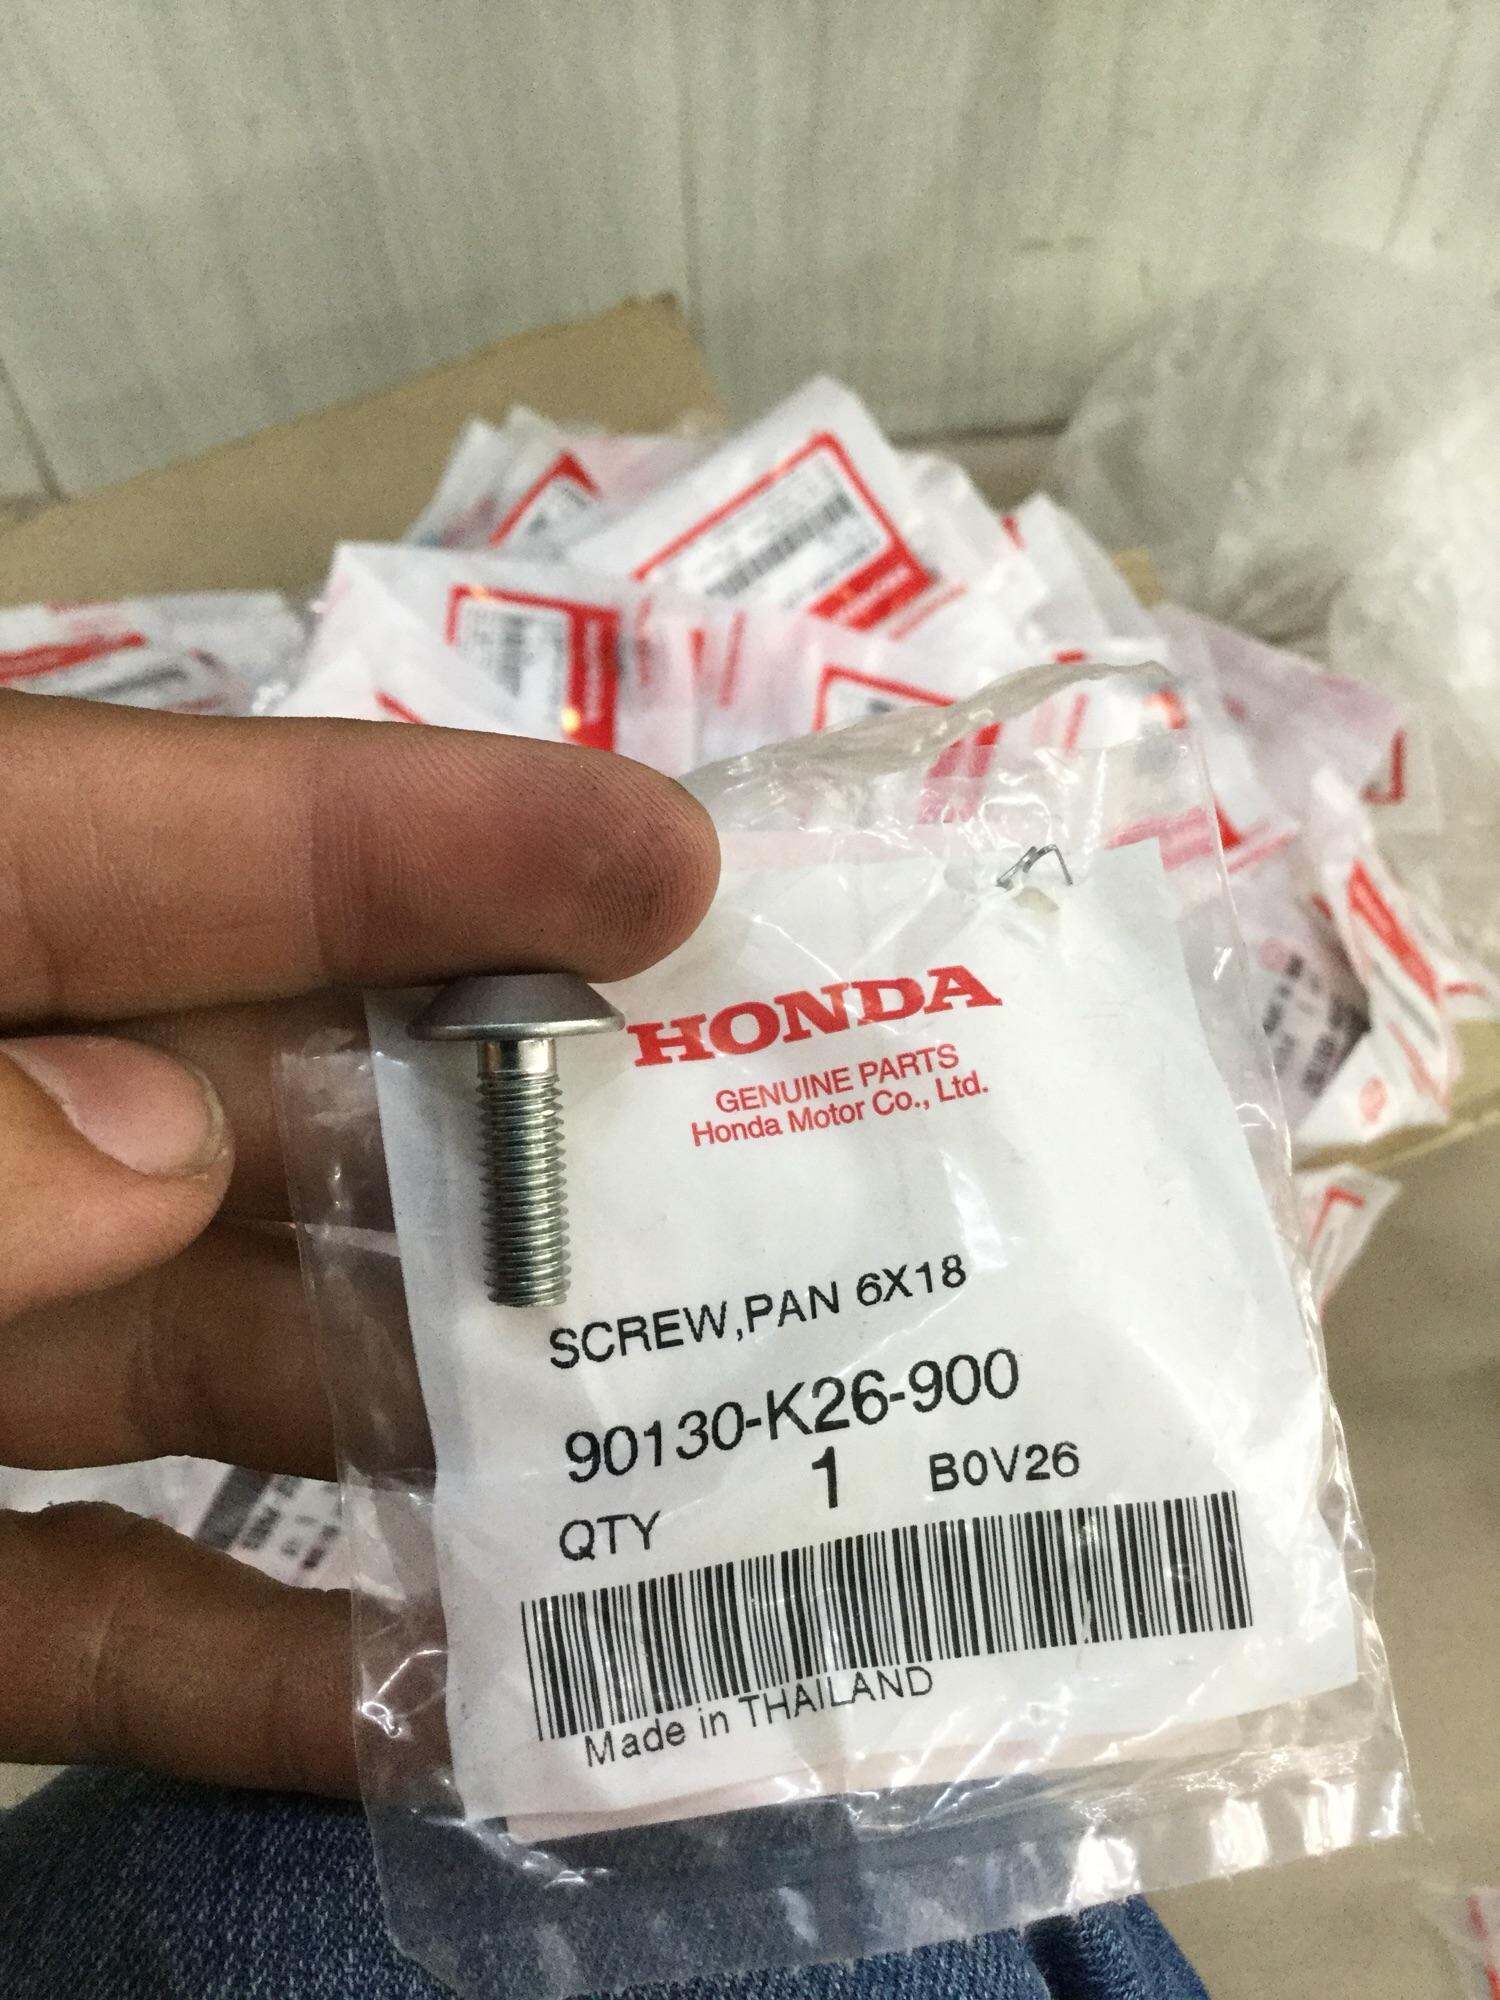 HONDA
GENUINE PARTS
Honda Motor Co., Ltd.
SCREW,PAN 6X18
90130-K26-900
QTY 1 B0V26
Made in THAILAND